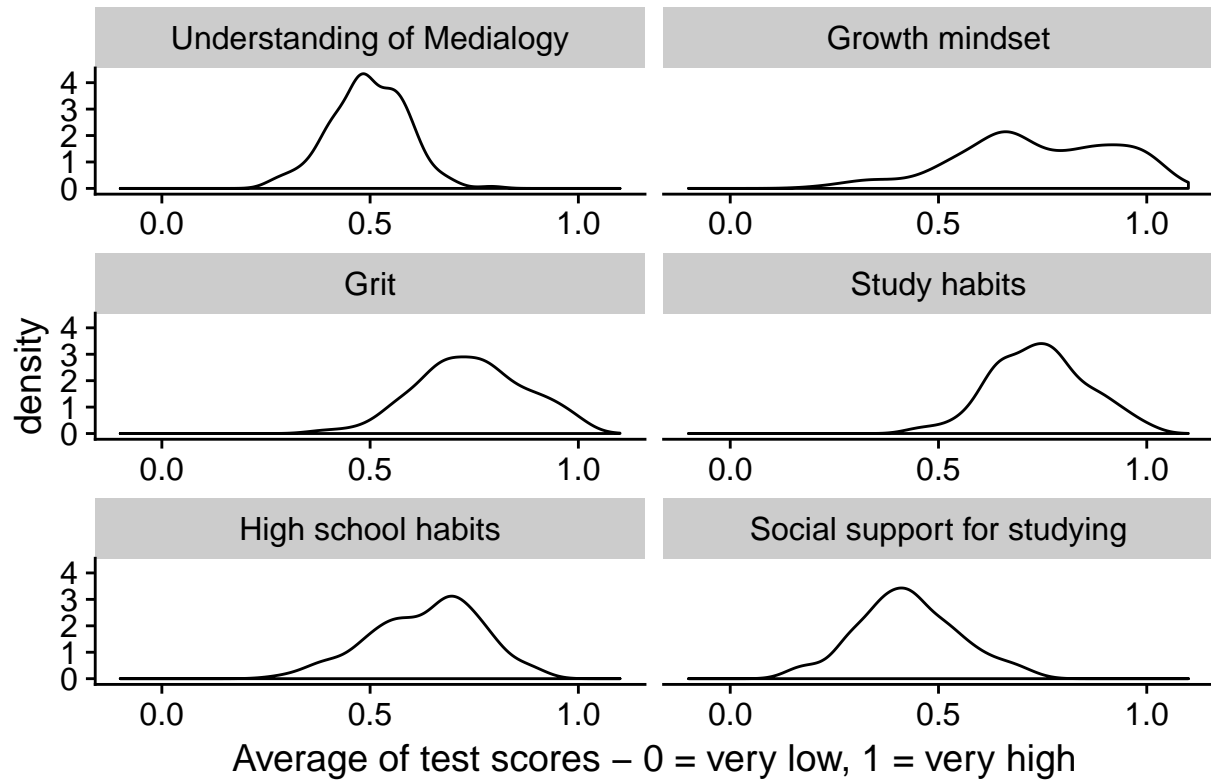 Understanding of Medialogy
Growth mindset
4
3
2
1
0
0.0 0.5 1.0
0.0 0.5 1.0
Grit
Study habits
density
4
3
2
1
0
0.0 0.5 1.0
0.0 0.5 1.0
High school habits
Social support for studying
4
3
2
1
0
0.0 0.5 1.0
0.0 0.5 1.0
Average of test scores – 0 = very low, 1 = very high